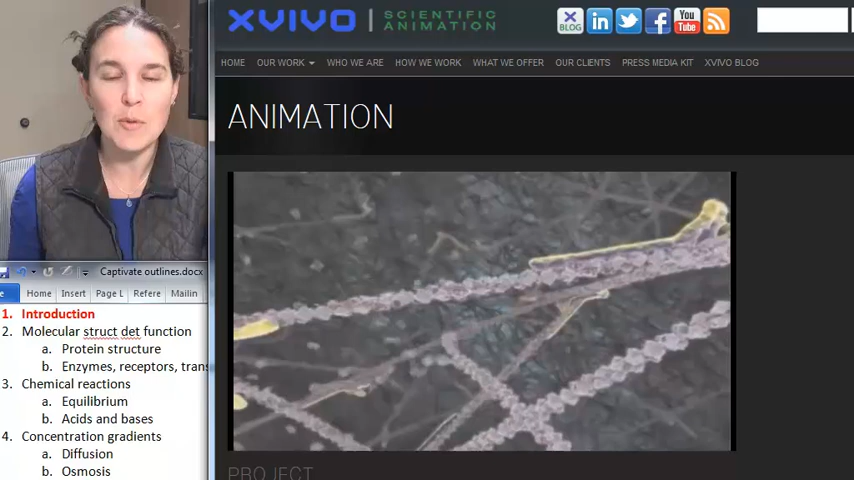 XVIVO | SCIENTIFIC
ANIMATION
X BLOG in f You Tube
HOME OUR WORK WHO WE ARE HOW WE WORK WHAT WE OFFER OUR CLIENTS PRESS MEDIA KIT XVIVO BLOG
ANIMATION
PROJECT
Captivate outlines.docx
e Home Insert Page L Refere Mailin
1. Introduction
2. Molecular struct det function
a. Protein structure
b. Enzymes, receptors, trans
3. Chemical reactions
a. Equilibrium
b. Acids and bases
4. Concentration gradients
a. Diffusion
b. Osmosis